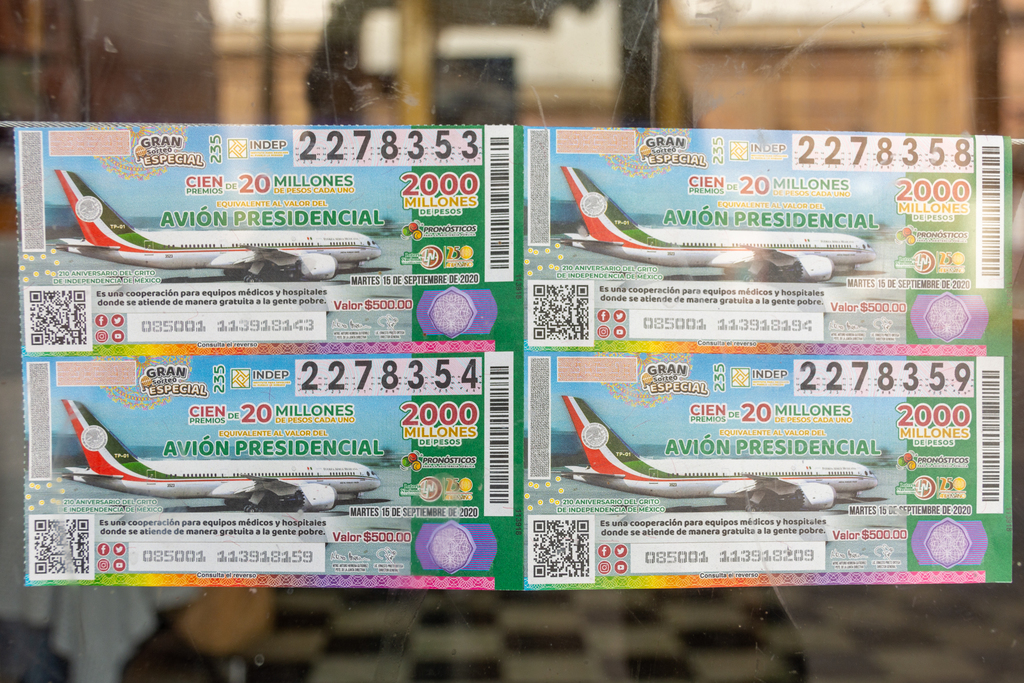 GRAN
Sorteo
ESPECIAL
235
INDEP
2278353
CIEN PREMIOS DE 20 MILLONES DE PESOS CADA UNO
EQUIVALENTE AL VALOR DEL
AVIÓN PRESIDENCIAL
2000
MILLONES
DE PESOS
PRONÓSTICOS
TP-01
210 ANIVERSARIO DEL GRITO
DE INDEPENDENCIA DE MÉXICO
MARTES 15 DE SEPTIEMBRE DE 2020
Es una cooperación para equipos médicos y hospitales
donde se atiende de manera gratuita a la gente pobre.
Valor $500.00
085001 113918143
Consulta el reverso
GRAN
Sorteo
ESPECIAL
235
INDEP
2278358
CIEN PREMIOS DE 20 MILLONES DE PESOS CADA UNO
EQUIVALENTE AL VALOR DEL
AVIÓN PRESIDENCIAL
2000
MILLONES
DE PESOS
PRONÓSTICOS
TP-01
210 ANIVERSARIO DEL GRITO
DE INDEPENDENCIA DE MÉXICO
MARTES 15 DE SEPTIEMBRE DE 2020
Es una cooperación para equipos médicos y hospitales
donde se atiende de manera gratuita a la gente pobre.
Valor $500.00
085001 113918194
Consulta el reverso
GRAN
Sorteo
ESPECIAL
235
INDEP
2278354
CIEN PREMIOS DE 20 MILLONES DE PESOS CADA UNO
EQUIVALENTE AL VALOR DEL
AVIÓN PRESIDENCIAL
2000
MILLONES
DE PESOS
PRONÓSTICOS
TP-01
210 ANIVERSARIO DEL GRITO
DE INDEPENDENCIA DE MÉXICO
MARTES 15 DE SEPTIEMBRE DE 2020
Es una cooperación para equipos médicos y hospitales
donde se atiende de manera gratuita a la gente pobre.
Valor $500.00
085001 113918159
Consulta el reverso
GRAN
Sorteo
ESPECIAL
235
INDEP
2278359
CIEN PREMIOS DE 20 MILLONES DE PESOS CADA UNO
EQUIVALENTE AL VALOR DEL
AVIÓN PRESIDENCIAL
2000
MILLONES
DE PESOS
PRONÓSTICOS
TP-01
210 ANIVERSARIO DEL GRITO
DE INDEPENDENCIA DE MÉXICO
MARTES 15 DE SEPTIEMBRE DE 2020
Es una cooperación para equipos médicos y hospitales
donde se atiende de manera gratuita a la gente pobre.
Valor $500.00
085001 113918209
Consulta el reverso